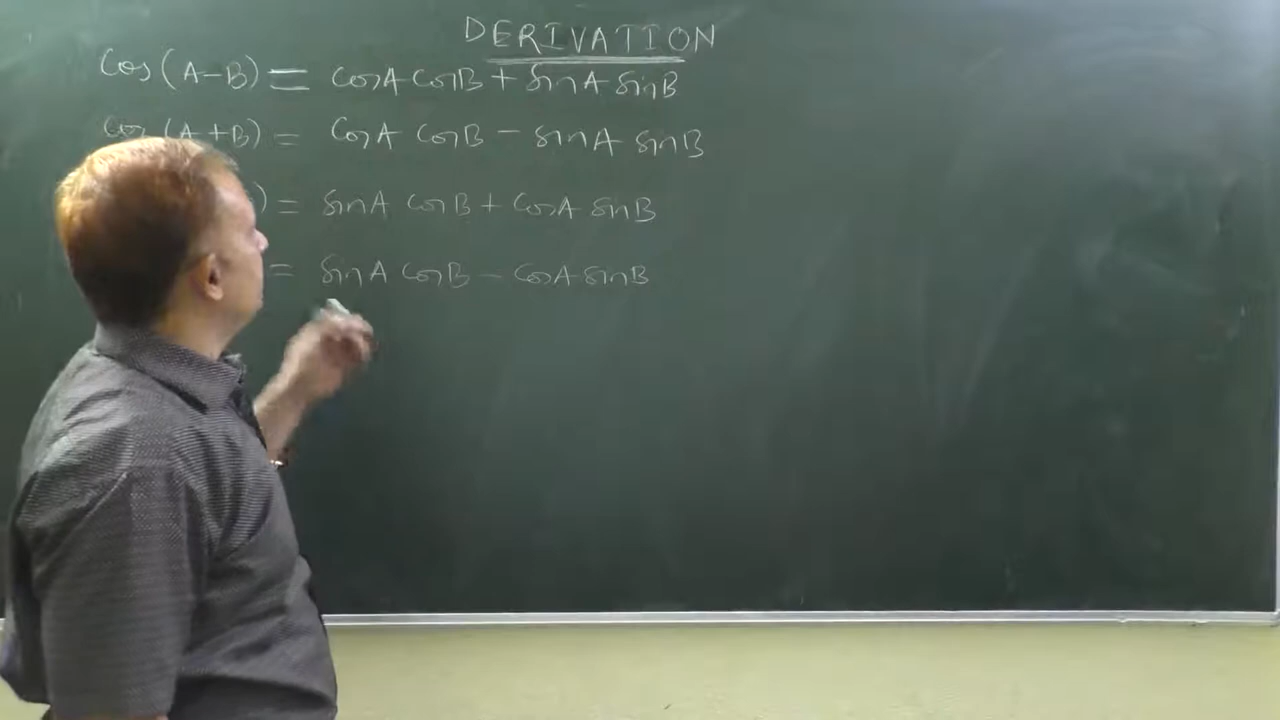 DERIVATION
Cos(A-B) = CosA CosB + SinA SinB
Cos(A+B) = CosA CosB - SinA SinB
) = SinA CosB + CosA SinB
= SinA CosB - CosA SinB